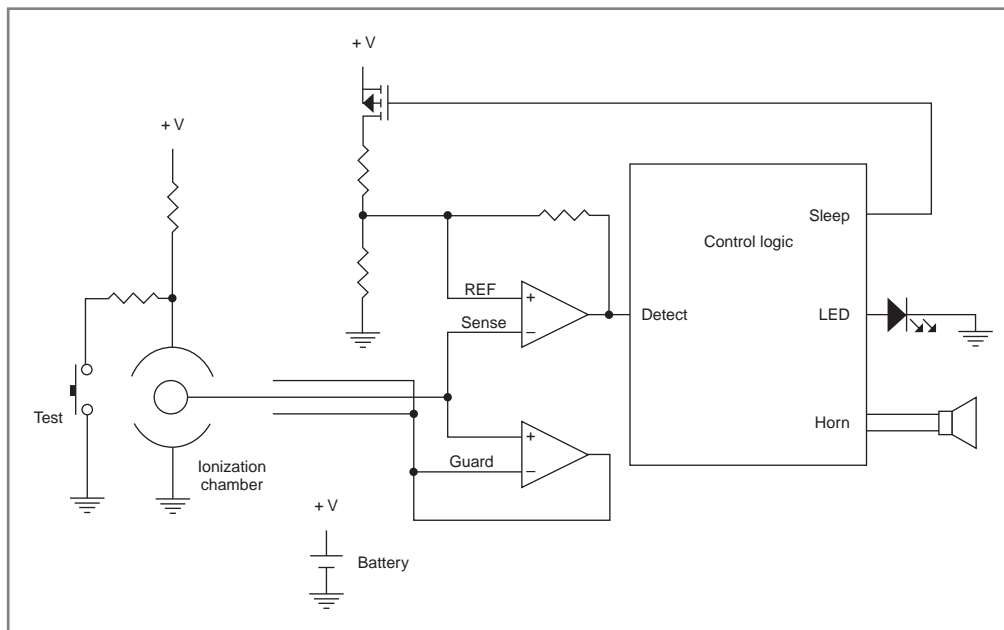 + V
+ V
Sleep
Control logic
REF
+
Detect
LED
Sense
−
+
Test
Horn
Guard
−
Ionization
chamber
+ V
Battery